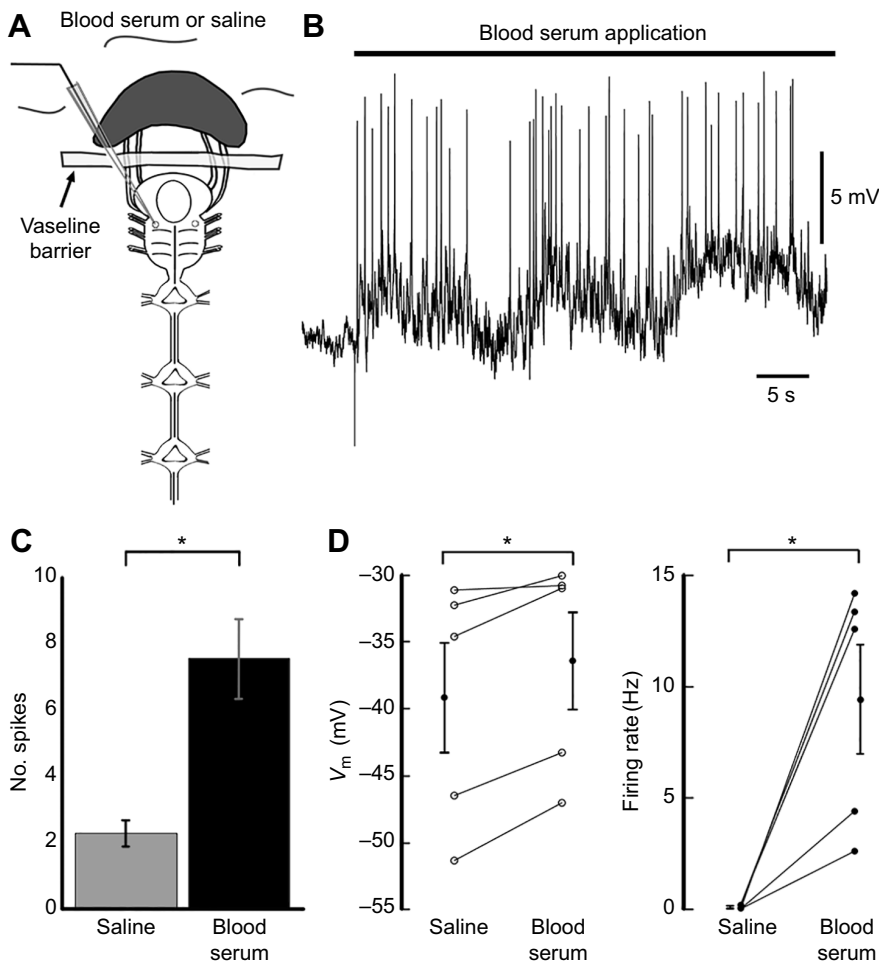 A
Blood serum or saline
Vaseline
barrier
B
Blood serum application
5 mV
5 s
C
*
No. spikes
10
8
6
4
2
0
Saline
Blood
serum
D
*
Vm (mV)
–30
–35
–40
–45
–50
–55
Saline
Blood
serum
*
Firing rate (Hz)
15
10
5
0
Saline
Blood
serum